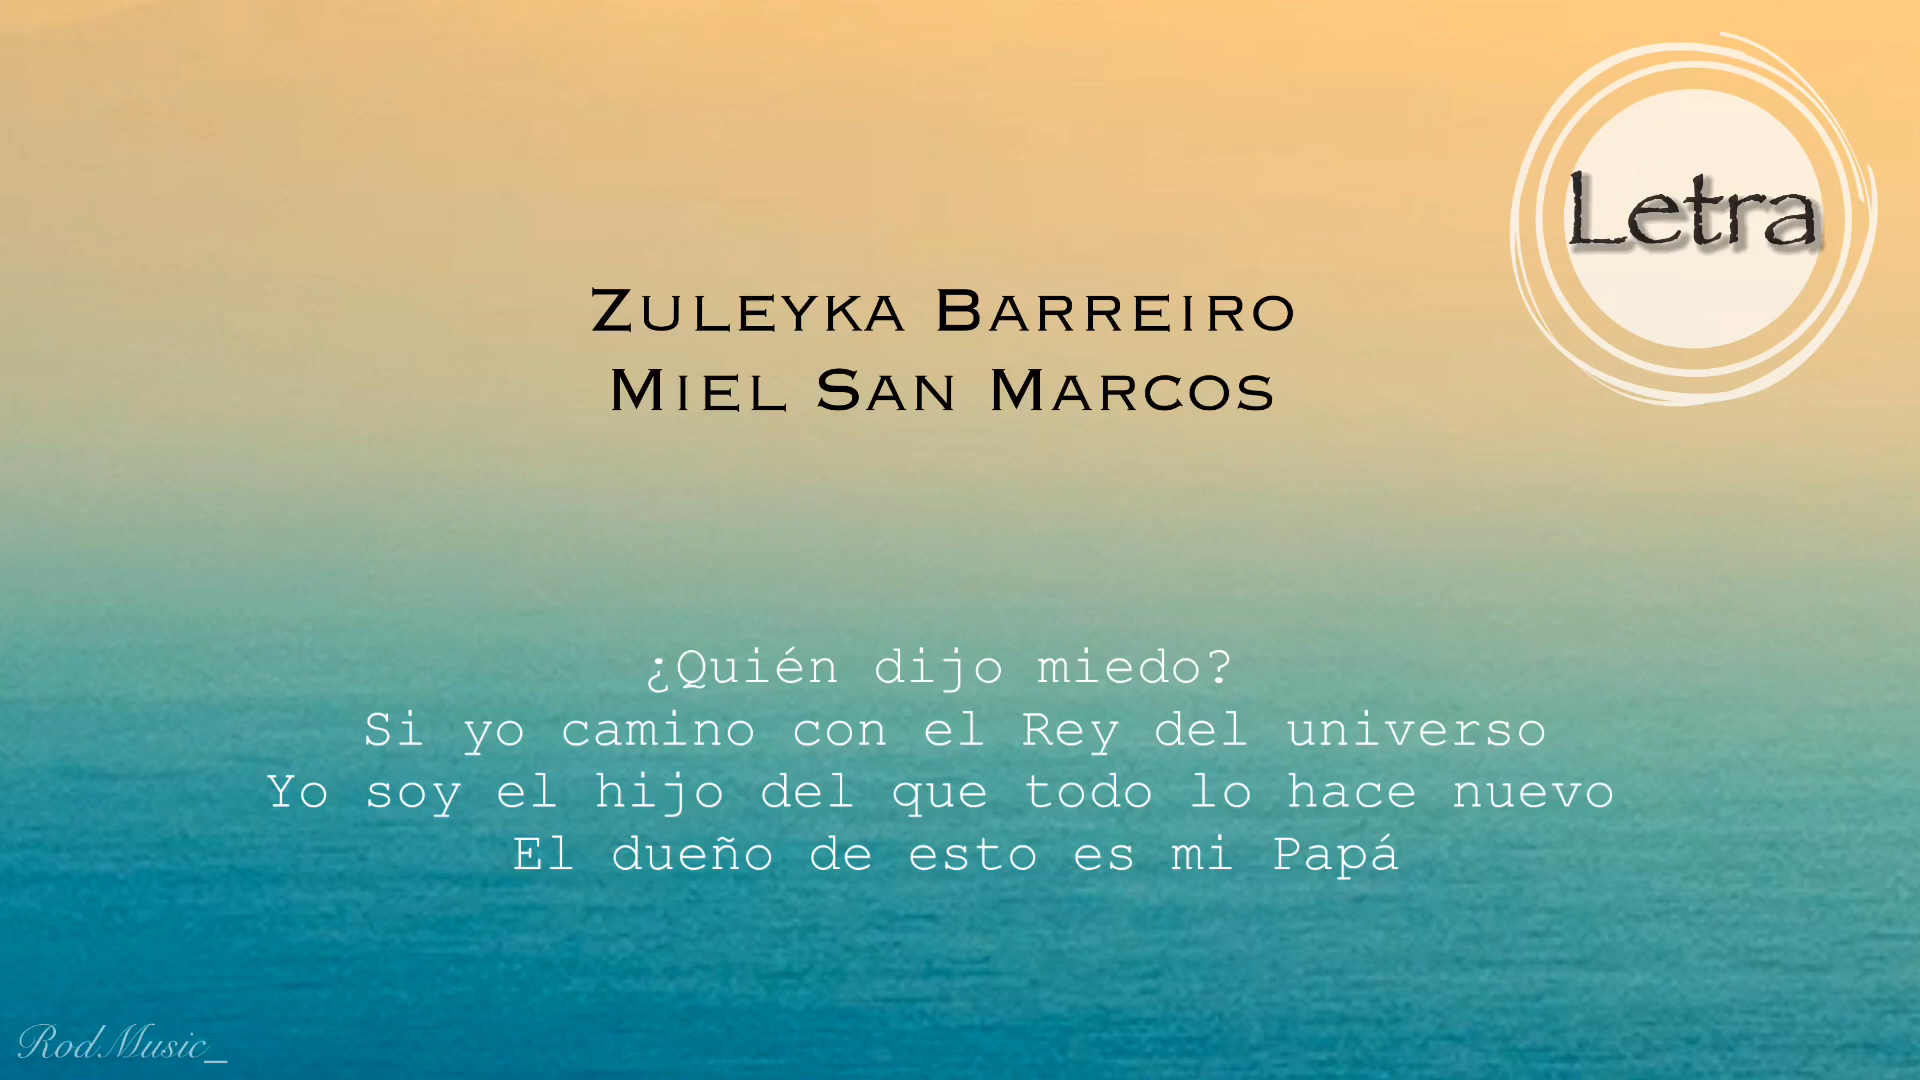 Letra
Zuleyka Barreiro
Miel San Marcos
¿Quién dijo miedo?
Si yo camino con el Rey del universo
Yo soy el hijo del que todo lo hace nuevo
El dueño de esto es mi Papá
RodMusic_